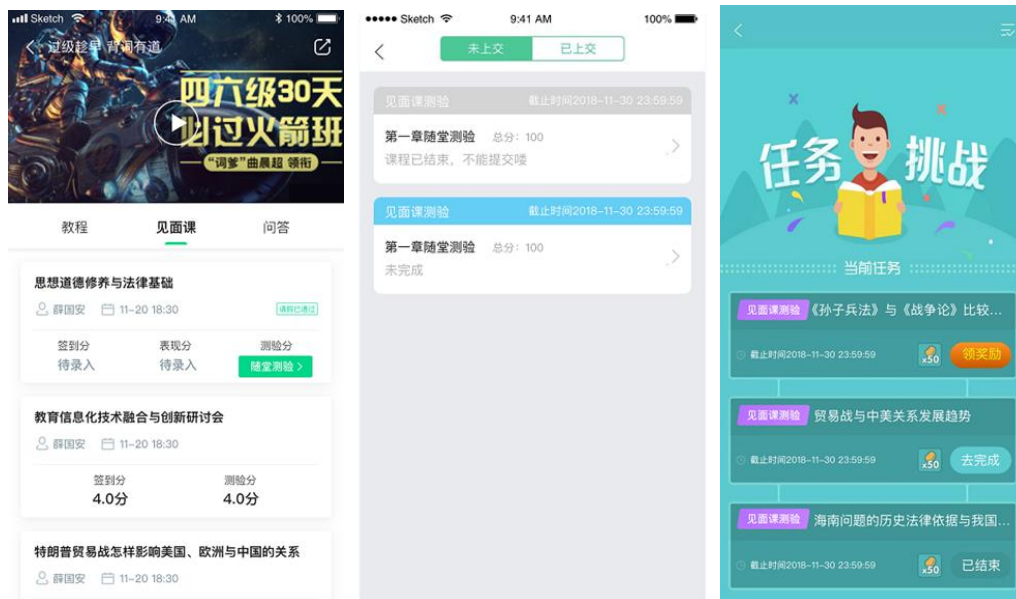 Sketch 9:41 AM 100%
过级趁早 背词有道
四六级30天
必过火箭班
“词爹”曲晨超 领衔
教程 见面课 问答
思想道德修养与法律基础
薛国安 11-20 18:30 请假已通过
签到分 表现分 测验分
待录入 待录入 随堂测验 >
教育信息化技术融合与创新研讨会
薛国安 11-20 18:30
签到分 测验分
4.0分 4.0分
特朗普贸易战怎样影响美国、欧洲与中国的关系
薛国安 11-20 18:30
Sketch 9:41 AM 100%
未上交 已上交
见面课测验 截止时间2018-11-30 23:59:59
第一章随堂测验 总分: 100
课程已结束, 不能提交喽
见面课测验 截止时间2018-11-30 23:59:59
第一章随堂测验 总分: 100
未完成
任务挑战
当前任务
见面课测验 《孙子兵法》与《战争论》比较...
截止时间2018-11-30 23:59:59 x50 领奖励
见面课测验 贸易战与中美关系发展趋势
截止时间2018-11-30 23:59:59 x50 去完成
见面课测验 海南问题的历史法律依据与我国...
截止时间2018-11-30 23:59:59 x50 已结束